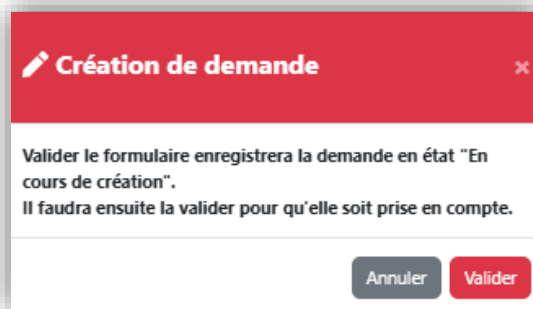 Création de demande
×
Valider le formulaire enregistrera la demande en état "En
cours de création".
Il faudra ensuite la valider pour qu'elle soit prise en compte.
Annuler Valider